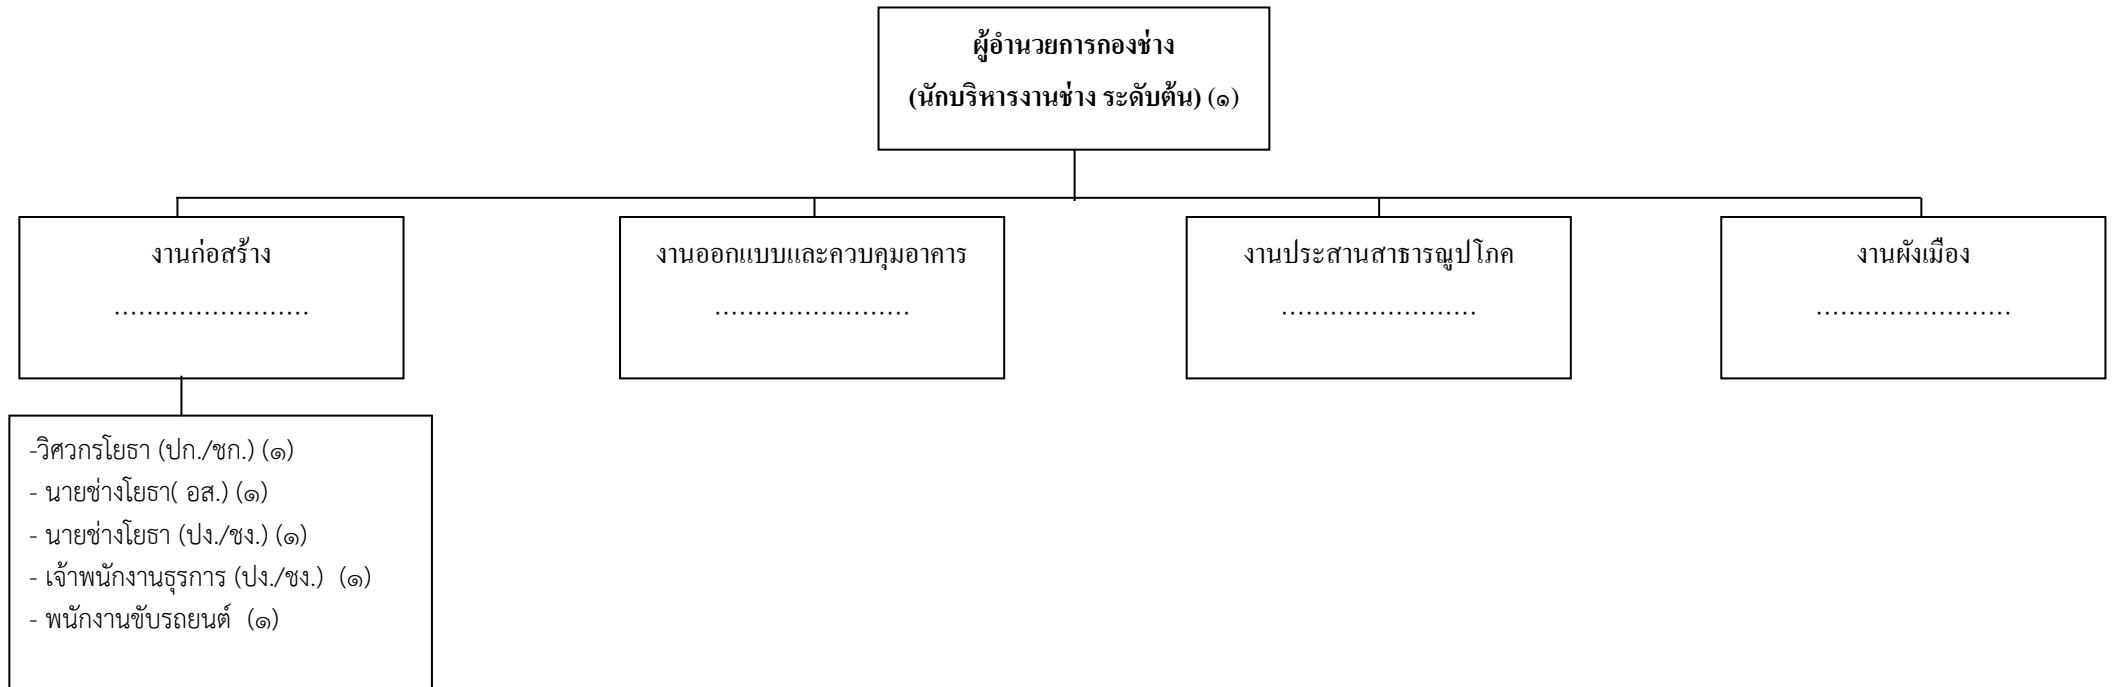 ผู้อำนวยการกองช่าง
(นักบริหารงานช่าง ระดับต้น) (๑)
งานก่อสร้าง
........................
งานออกแบบและควบคุมอาคาร
........................
งานประสานสาธารณูปโภค
........................
งานผังเมือง
........................
-วิศวกรโยธา (ปก./ชก.) (๑)
- นายช่างโยธา( อส.) (๑)
- นายช่างโยธา (ปง./ชง.) (๑)
- เจ้าพนักงานธุรการ (ปง./ชง.) (๑)
- พนักงานขับรถยนต์ (๑)